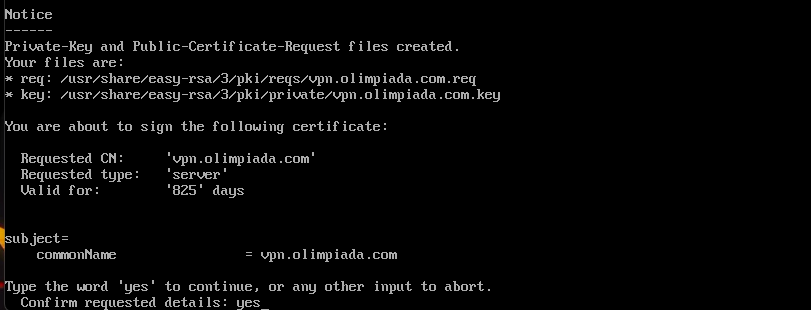 Notice
------
Private-Key and Public-Certificate-Request files created.
Your files are:
* req: /usr/share/easy-rsa/3/pki/reqs/vpn.olimpiada.com.req
* key: /usr/share/easy-rsa/3/pki/private/vpn.olimpiada.com.key
You are about to sign the following certificate:
Requested CN:     'vpn.olimpiada.com'
Requested type:   'server'
Valid for:        '825' days
subject=
commonName                = vpn.olimpiada.com
Type the word 'yes' to continue, or any other input to abort.
Confirm requested details: yes_